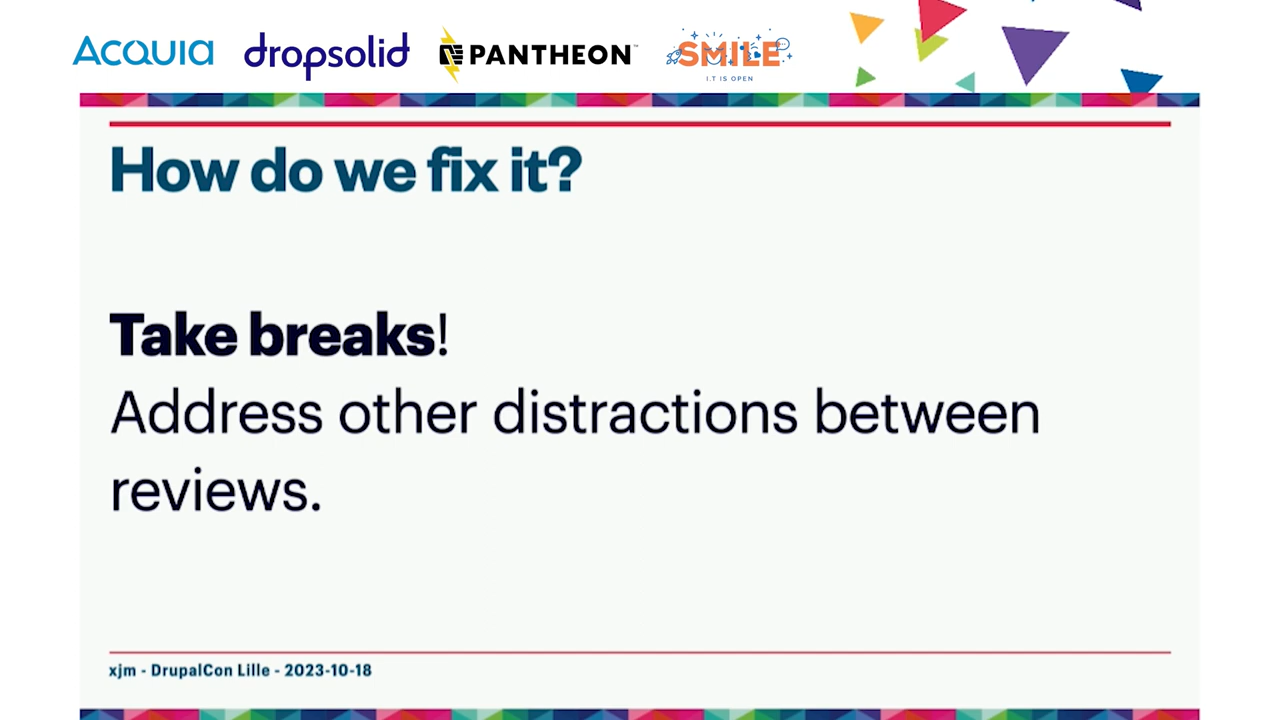 ACQUIA
dropsolid
PANTHEON
SMILE
I.T IS OPEN
How do we fix it?
Take breaks!
Address other distractions between
reviews.
xjm - DrupalCon Lille - 2023-10-18